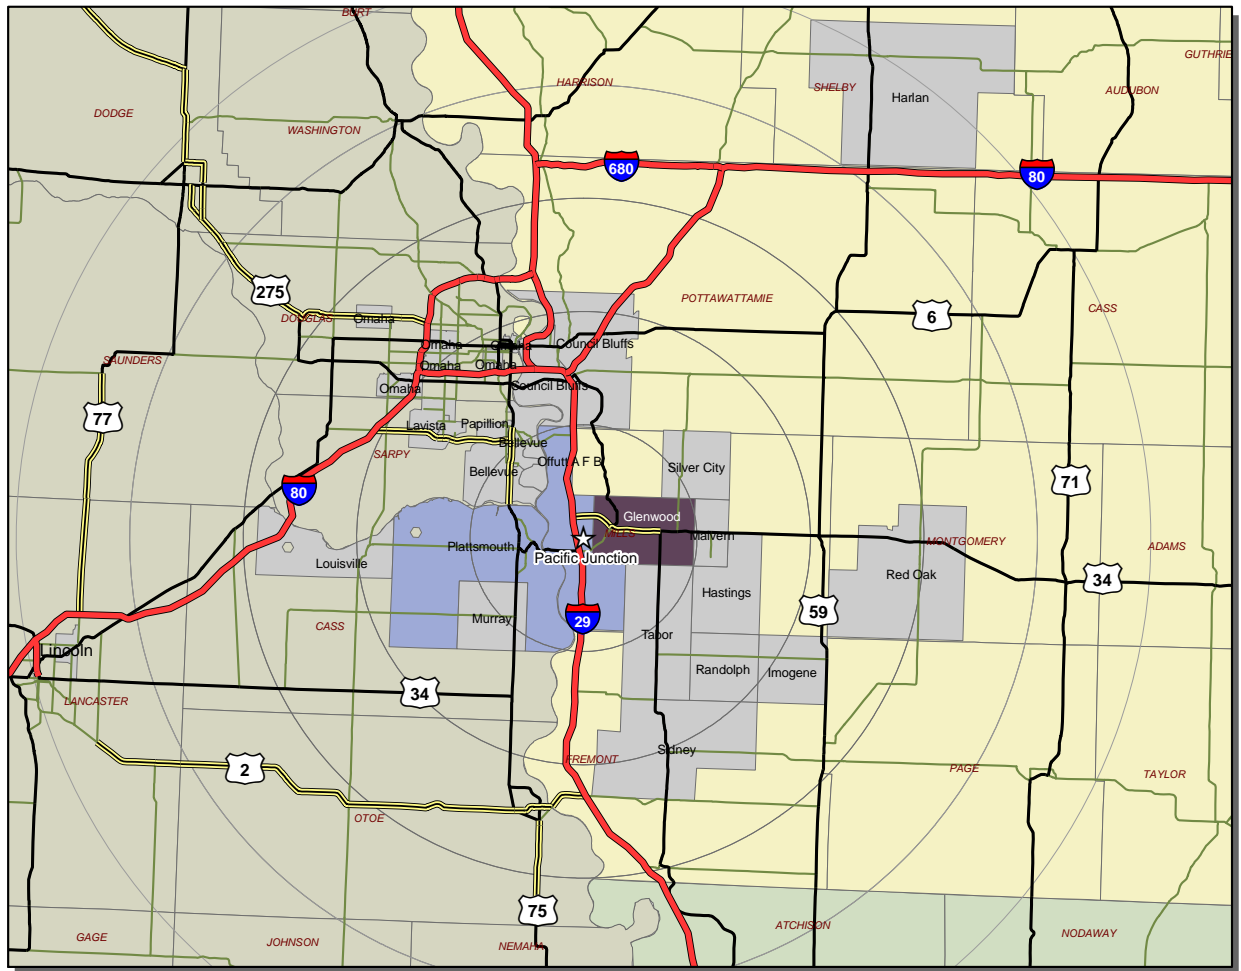 BURT
GUTHRIE
HARRISON
SHELBY
AUDUBON
Harlan
DODGE
WASHINGTON
680
80
275
POTTAWATTAMIE
CASS
6
DOUGLAS
Omaha
Omaha
Omaha
Council Bluffs
SAUNDERS
Omaha
Omaha
Omaha
Council Bluffs
77
Lavista
Papillion
Bellevue
SARPY
Offutt A F B
Bellevue
Silver City
71
80
Glenwood
MILLS
Malvern
Plattsmouth
Pacific Junction
MONTGOMERY
ADAMS
Louisville
Red Oak
34
Hastings
59
Murray
29
CASS
Tabor
Lincoln
Randolph
Imogene
34
LANCASTER
Sidney
FREMONT
2
PAGE
TAYLOR
OTOE
75
ATCHISON
NODAWAY
GAGE
JOHNSON
NEMAHA